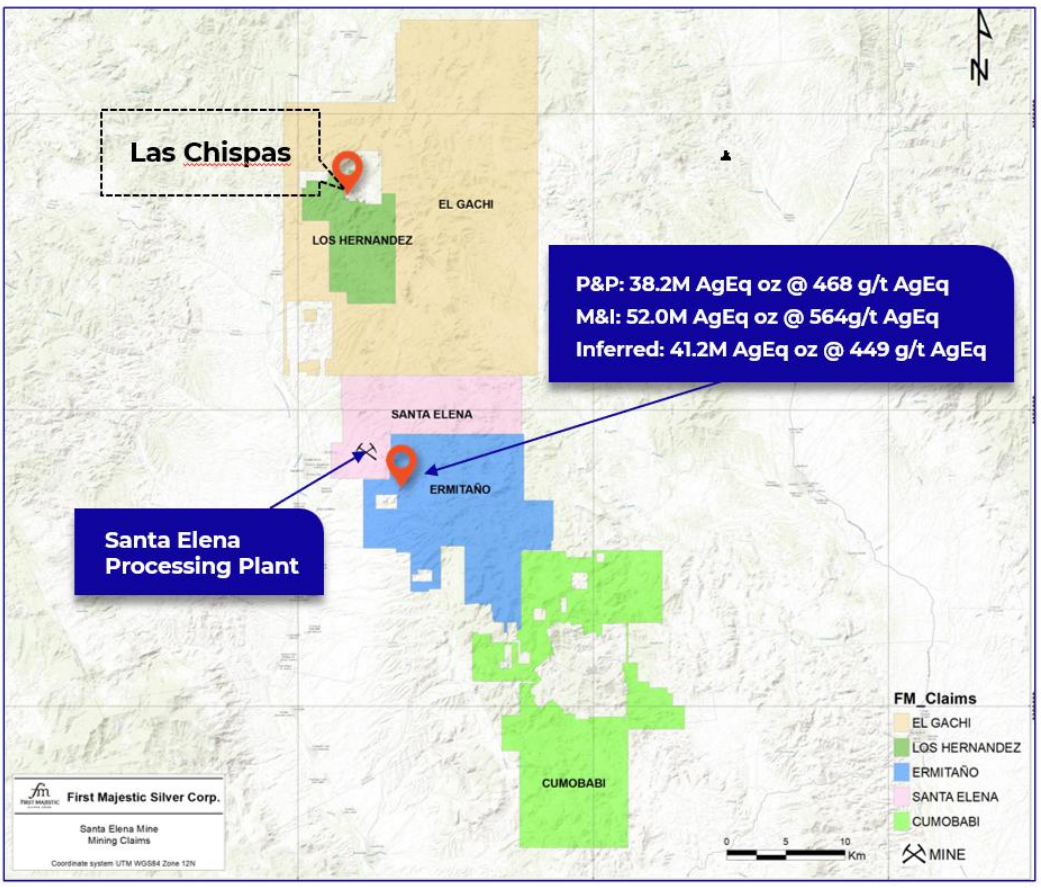 N
Las Chispas
EL GACHI
LOS HERNANDEZ
P&P: 38.2M AgEq oz @ 468 g/t AgEq
M&I: 52.0M AgEq oz @ 564g/t AgEq
Inferred: 41.2M AgEq oz @ 449 g/t AgEq
SANTA ELENA
ERMITAÑO
Santa Elena
Processing Plant
CUMOBABI
FM_Claims
EL GACHI
LOS HERNANDEZ
ERMITAÑO
SANTA ELENA
CUMOBABI
MINE
0 5 10
Km
fm
FIRST MAJESTIC
First Majestic Silver Corp.
Santa Elena Mine
Mining Claims
Coordinate system UTM WGS84 Zone 12N